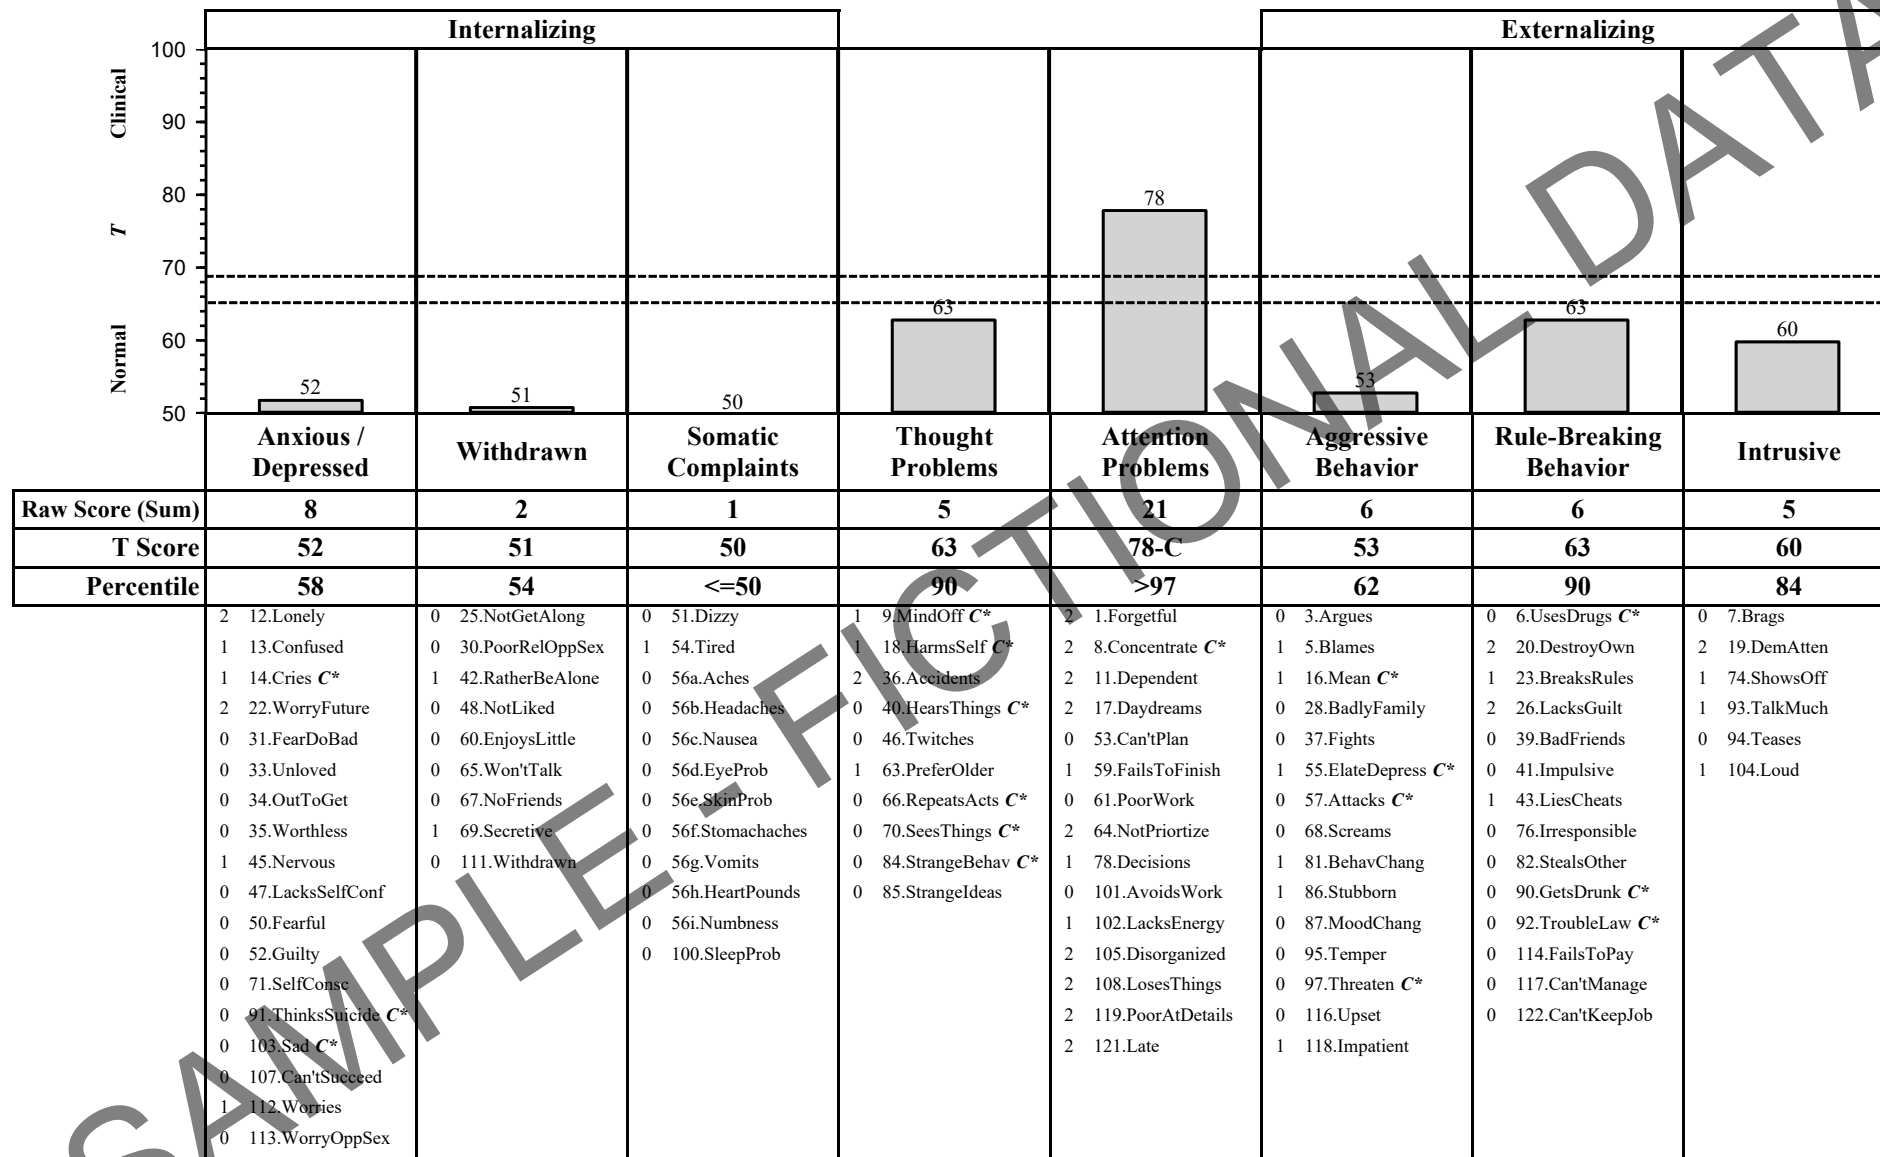 Internalizing Externalizing
100
90
80
70
60
50
Clinical
T
Normal
52 51 50 63 78 53 63 60
Anxious / Depressed Withdrawn Somatic Complaints Thought Problems Attention Problems Aggressive Behavior Rule-Breaking Behavior Intrusive
Raw Score (Sum) 8 2 1 5 21 6 6 5
T Score 52 51 50 63 78-C 53 63 60
Percentile 58 54 <=50 90 >97 62 90 84
2 12.Lonely
1 13.Confused
1 14.Cries C*
2 22.WorryFuture
0 31.FearDoBad
0 33.Unloved
0 34.OutToGet
0 35.Worthless
1 45.Nervous
0 47.LacksSelfConf
0 50.Fearful
0 52.Guilty
0 71.SelfConsc
0 91.ThinksSuicide C*
0 103.Sad C*
0 107.Can'tSucceed
1 112.Worries
0 113.WorryOppSex
0 25.NotGetAlong
0 30.PoorRelOppSex
1 42.RatherBeAlone
0 48.NotLiked
0 60.EnjoysLittle
0 65.Won'tTalk
0 67.NoFriends
1 69.Secretive
0 111.Withdrawn
0 51.Dizzy
1 54.Tired
0 56a.Aches
0 56b.Headaches
0 56c.Nausea
0 56d.EyeProb
0 56e.SkinProb
0 56f.Stomachaches
0 56g.Vomits
0 56h.HeartPounds
0 56i.Numbness
0 100.SleepProb
1 9.MindOff C*
1 18.HarmsSelf C*
2 36.Accidents
0 40.HearsThings C*
0 46.Twitches
1 63.PreferOlder
0 66.RepeatsActs C*
0 70.SeesThings C*
0 84.StrangeBehav C*
0 85.StrangeIdeas
2 1.Forgetful
2 8.Concentrate C*
2 11.Dependent
2 17.Daydreams
0 53.Can'tPlan
1 59.FailsToFinish
0 61.PoorWork
2 64.NotPriortize
1 78.Decisions
0 101.AvoidsWork
1 102.LacksEnergy
2 105.Disorganized
2 108.LosesThings
2 119.PoorAtDetails
2 121.Late
0 3.Argues
1 5.Blames
1 16.Mean C*
0 28.BadlyFamily
0 37.Fights
1 55.ElateDepress C*
0 57.Attacks C*
0 68.Screams
1 81.BehavChang
1 86.Stubborn
0 87.MoodChang
0 95.Temper
0 97.Threaten C*
0 116.Upset
1 118.Impatient
0 6.UsesDrugs C*
2 20.DestroyOwn
1 23.BreaksRules
2 26.LacksGuilt
0 39.BadFriends
0 41.Impulsive
1 43.LiesCheats
0 76.Irresponsible
0 82.StealsOther
0 90.GetsDrunk C*
0 92.TroubleLaw C*
0 114.FailsToPay
0 117.Can'tManage
0 122.Can'tKeepJob
0 7.Brags
2 19.DemAtten
1 74.ShowsOff
1 93.TalkMuch
0 94.Teases
1 104.Loud
SAMPLE - FICTIONAL DATA